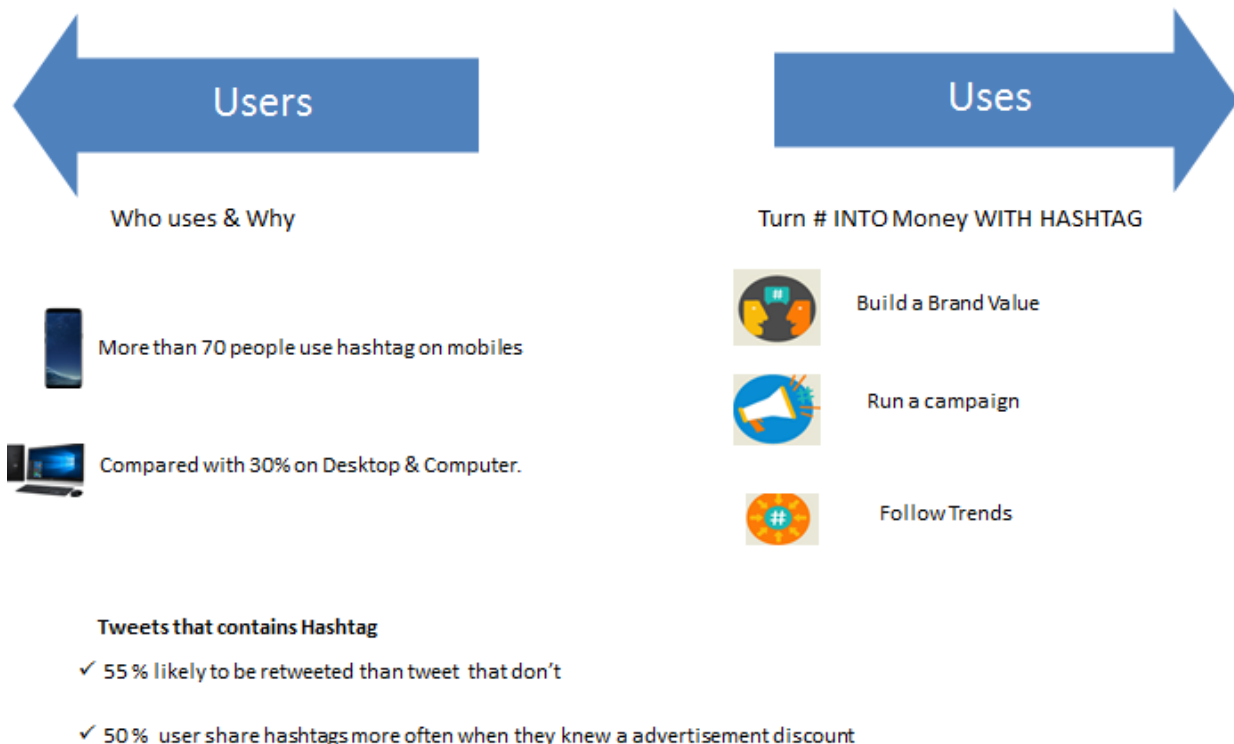 Users
Uses
Who uses & Why
Turn # INTO Money WITH HASHTAG
#
Build a Brand Value
More than 70 people use hashtag on mobiles
#
Run a campaign
Compared with 30% on Desktop & Computer.
#
Follow Trends
Tweets that contains Hashtag
✓ 55 % likely to be retweeted than tweet that don't
✓ 50 % user share hashtags more often when they knew a advertisement discount